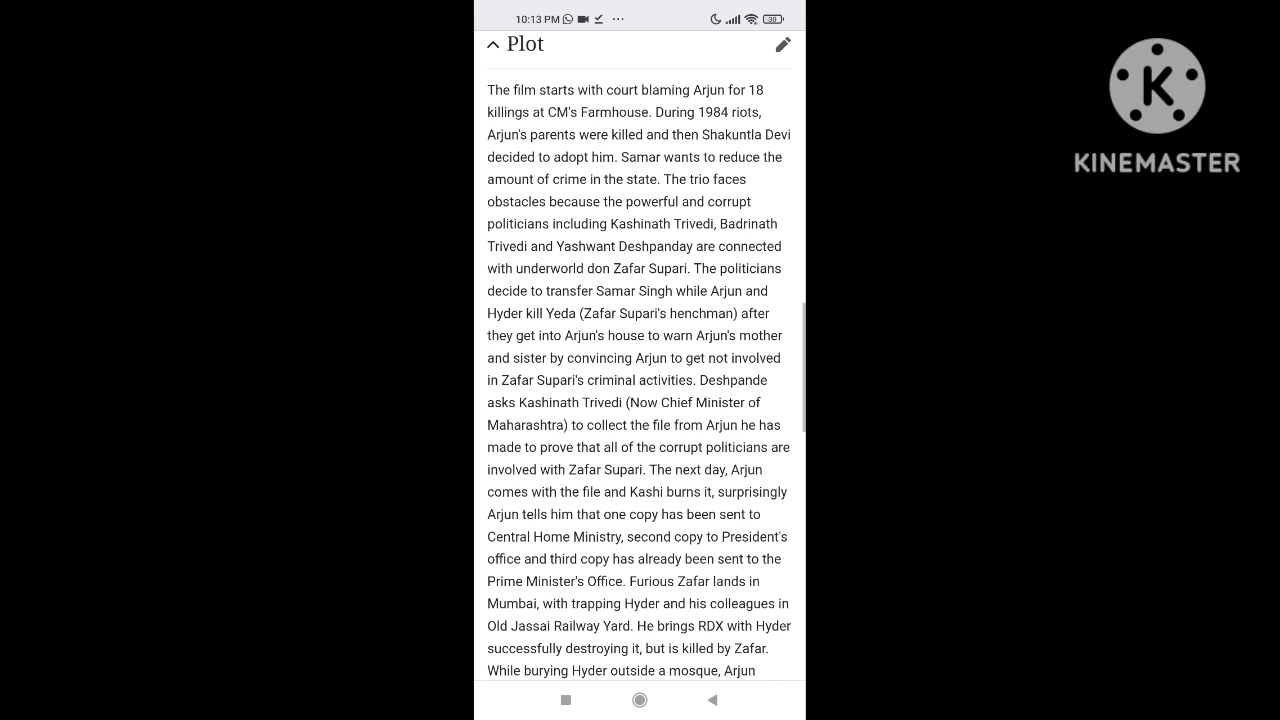 10:13 PM
30
Plot
The film starts with court blaming Arjun for 18
killings at CM's Farmhouse. During 1984 riots,
Arjun's parents were killed and then Shakuntla Devi
decided to adopt him. Samar wants to reduce the
amount of crime in the state. The trio faces
obstacles because the powerful and corrupt
politicians including Kashinath Trivedi, Badrinath
Trivedi and Yashwant Deshpanday are connected
with underworld don Zafar Supari. The politicians
decide to transfer Samar Singh while Arjun and
Hyder kill Yeda (Zafar Supari's henchman) after
they get into Arjun's house to warn Arjun's mother
and sister by convincing Arjun to get not involved
in Zafar Supari's criminal activities. Deshpande
asks Kashinath Trivedi (Now Chief Minister of
Maharashtra) to collect the file from Arjun he has
made to prove that all of the corrupt politicians are
involved with Zafar Supari. The next day, Arjun
comes with the file and Kashi burns it, surprisingly
Arjun tells him that one copy has been sent to
Central Home Ministry, second copy to President's
office and third copy has already been sent to the
Prime Minister's Office. Furious Zafar lands in
Mumbai, with trapping Hyder and his colleagues in
Old Jassai Railway Yard. He brings RDX with Hyder
successfully destroying it, but is killed by Zafar.
While burying Hyder outside a mosque, Arjun
K
KINEMASTER